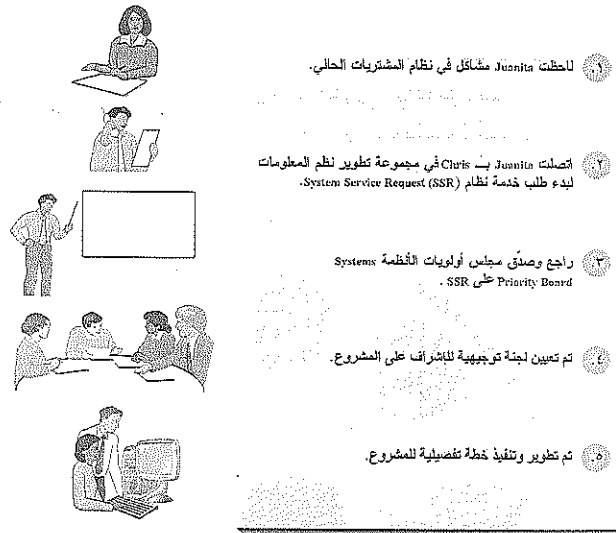 ١. لاحظت Juanita مشاكل في نظام المشتريات الحالي.
٢. اتصلت Juanita بـ Chris في مجموعة تطوير نظم المعلومات
لبدء طلب خدمة نظام System Service Request (SSR).
٣. راجع وصدّق مجلس أولويات الأنظمة Systems
Priority Board على SSR .
٤. تم تعيين لجنة توجيهية للإشراف على المشروع.
٥. تم تطوير وتنفيذ خطة تفصيلية للمشروع.